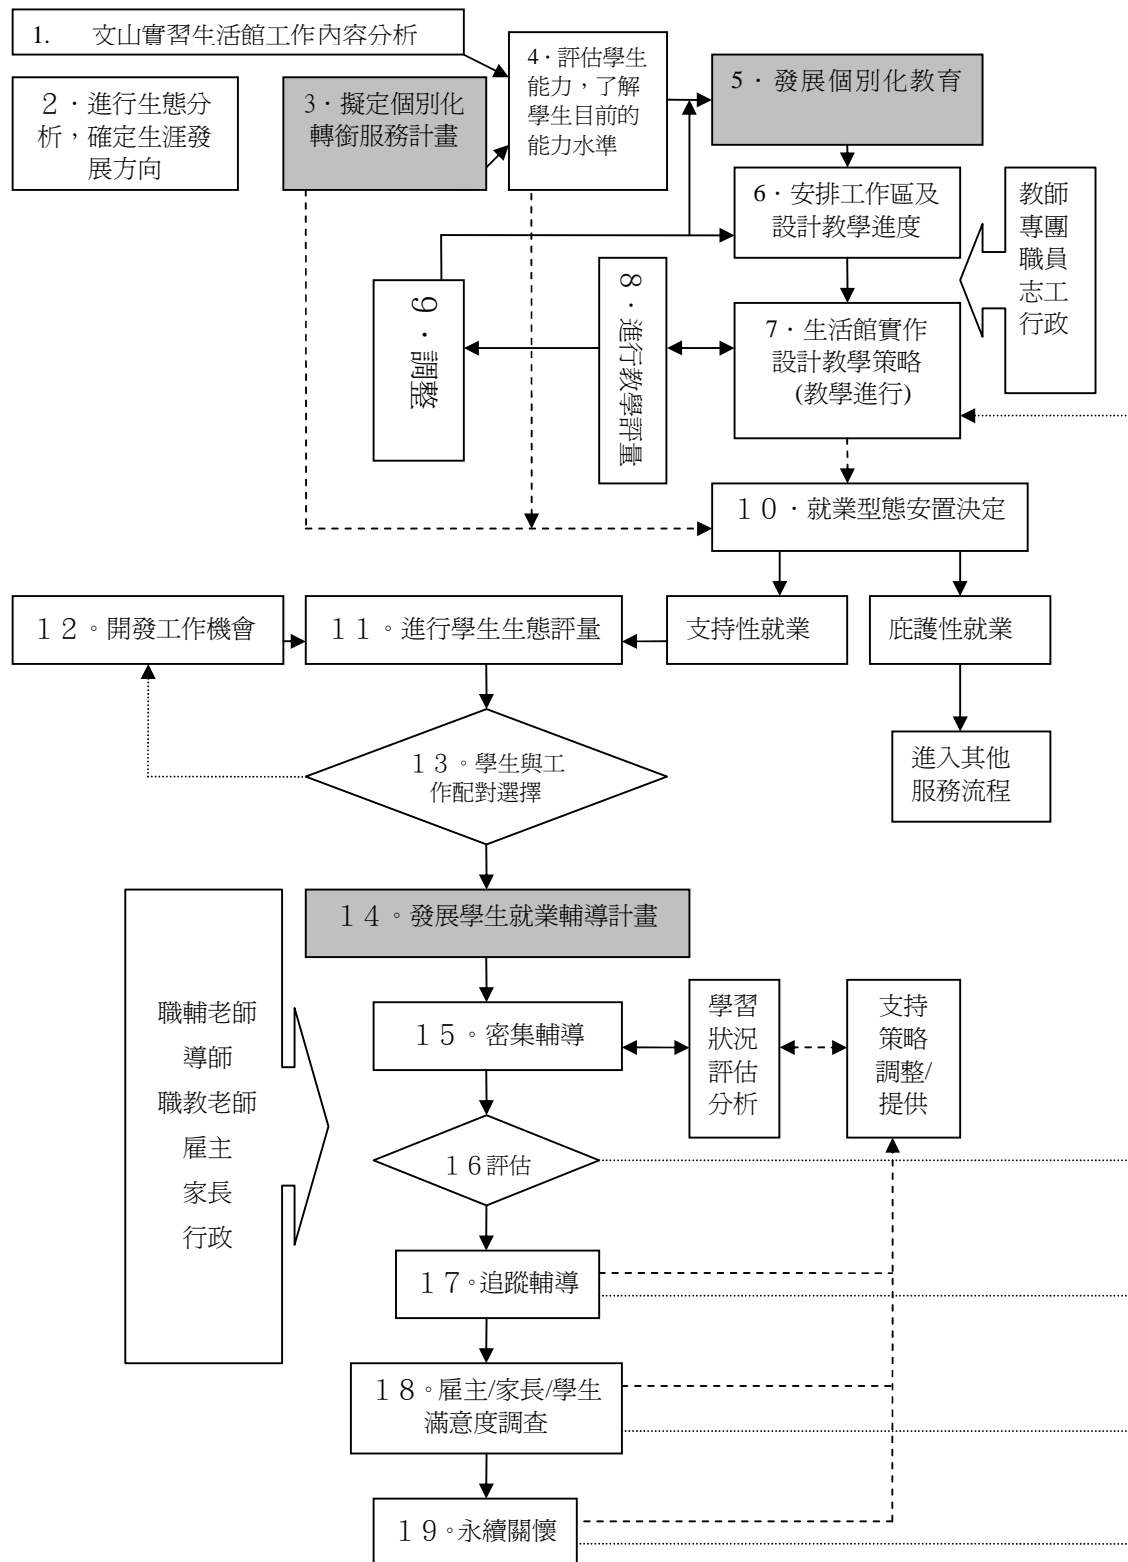 1. 文山實習生活館工作內容分析
2．進行生態分
析，確定生涯發
展方向
3．擬定個別化
轉銜服務計畫
4．評估學生
能力，了解
學生目前的
能力水準
5．發展個別化教育
6．安排工作區及
設計教學進度
教師
專團
職員
志工
行政
7．生活館實作
設計教學策略
(教學進行)
8．進行教學評量
9．調整
10．就業型態安置決定
支持性就業
庇護性就業
12。開發工作機會
11。進行學生生態評量
進入其他
服務流程
13。學生與工
作配對選擇
14。發展學生就業輔導計畫
職輔老師
導師
職教老師
雇主
家長
行政
15。密集輔導
學習
狀況
評估
分析
支持
策略
調整/
提供
16評估
17。追蹤輔導
18。雇主/家長/學生
滿意度調查
19。永續關懷